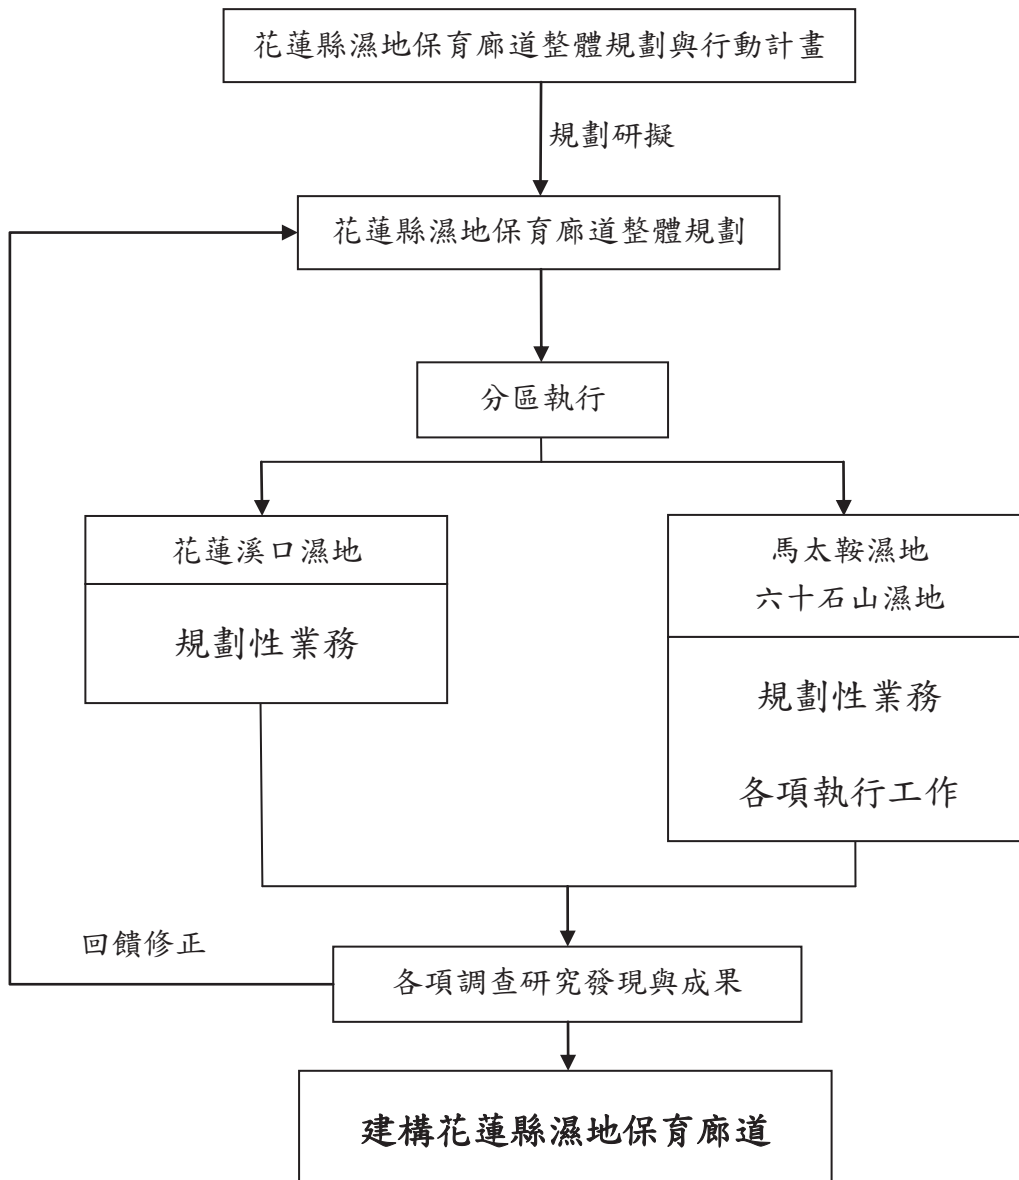 花蓮縣濕地保育廊道整體規劃與行動計畫
規劃研擬
花蓮縣濕地保育廊道整體規劃
分區執行
花蓮溪口濕地
規劃性業務
馬太鞍濕地
六十石山濕地
規劃性業務
各項執行工作
回饋修正
各項調查研究發現與成果
建構花蓮縣濕地保育廊道